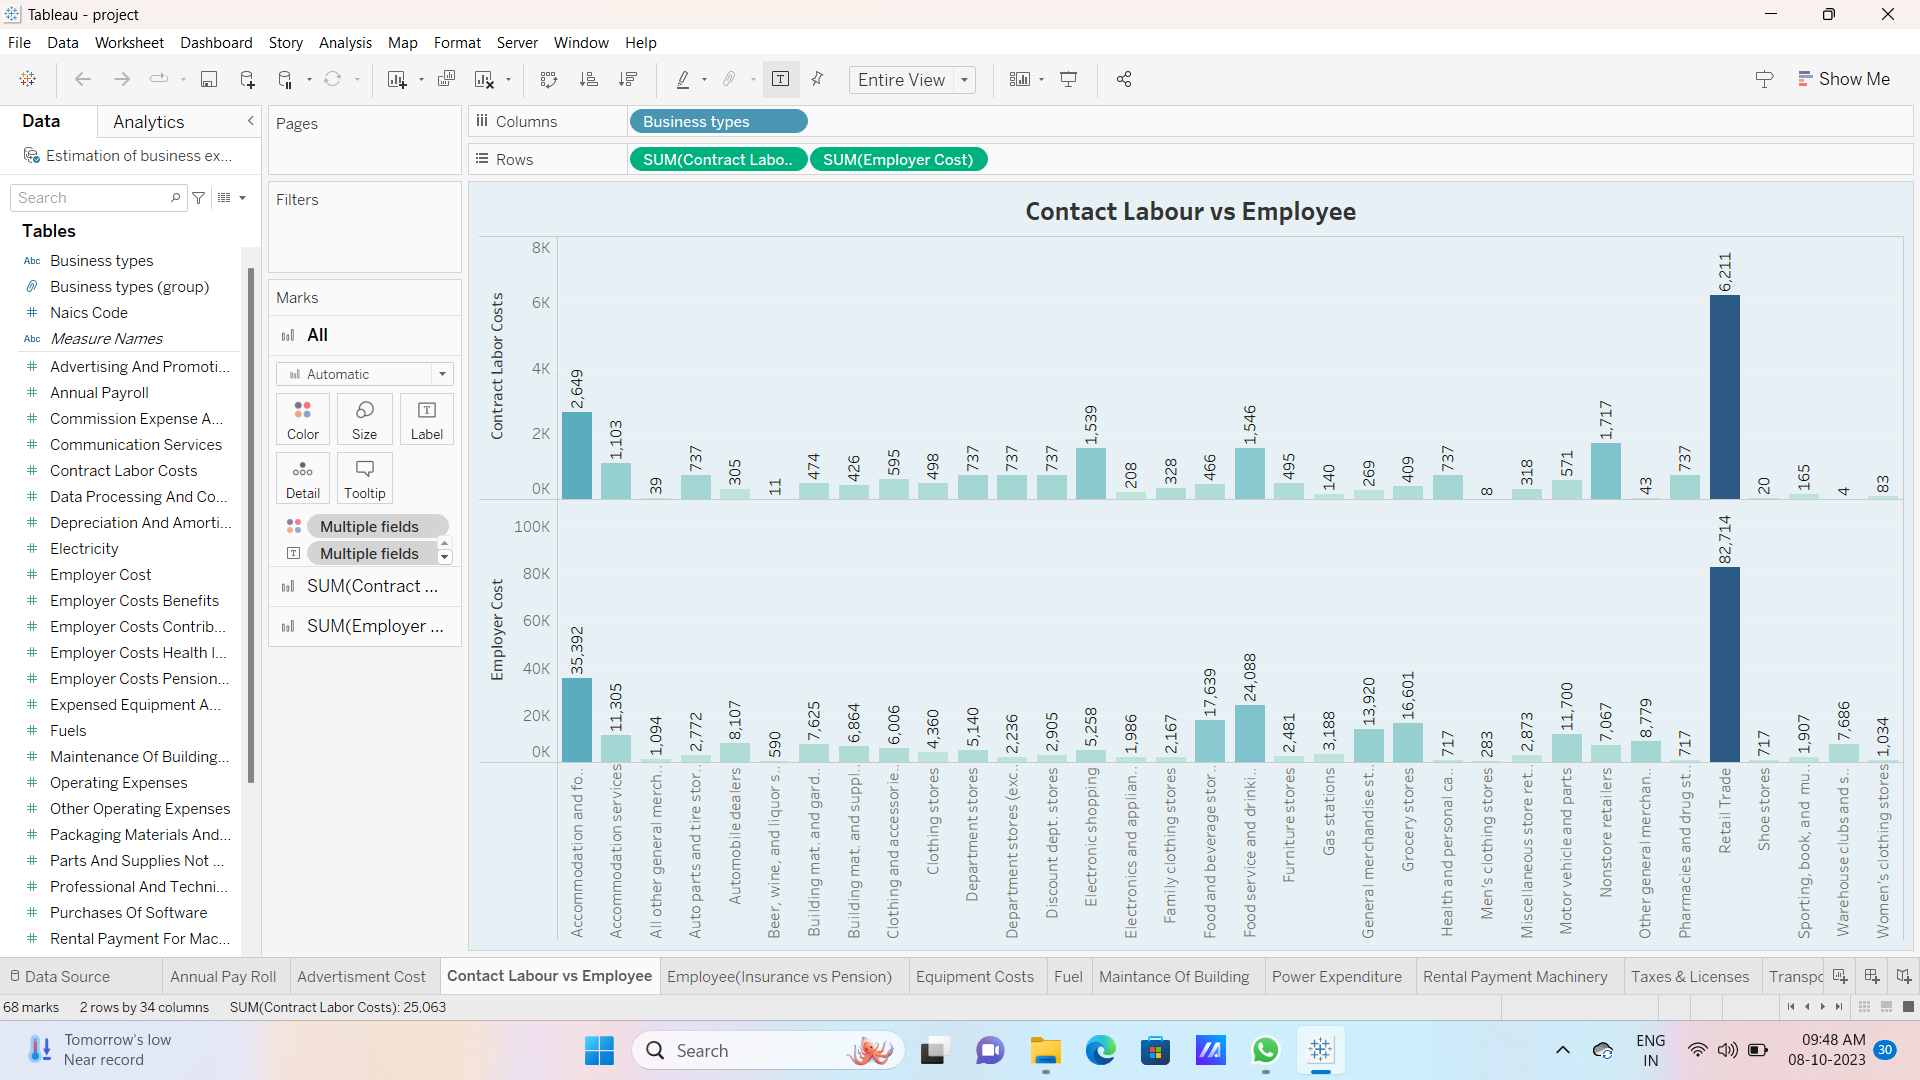 Tableau - project
File Data Worksheet Dashboard Story Analysis Map Format Server Window Help
Entire View
Show Me
Data Analytics
Estimation of business ex...
Search
Tables
Abc Business types
Business types (group)
# Naics Code
Abc Measure Names
# Advertising And Promoti...
# Annual Payroll
# Commission Expense A...
# Communication Services
# Contract Labor Costs
# Data Processing And Co...
# Depreciation And Amorti...
# Electricity
# Employer Cost
# Employer Costs Benefits
# Employer Costs Contrib...
# Employer Costs Health I...
# Employer Costs Pension...
# Expensed Equipment A...
# Fuels
# Maintenance Of Building...
# Operating Expenses
# Other Operating Expenses
# Packaging Materials And...
# Parts And Supplies Not ...
# Professional And Techni...
# Purchases Of Software
# Rental Payment For Mac...
Pages
Filters
Marks
All
Automatic
Color Size Label
Detail Tooltip
Multiple fields
Multiple fields
SUM(Contract ...
SUM(Employer ...
Columns Business types
Rows SUM(Contract Labo.. SUM(Employer Cost)
Contact Labour vs Employee
Contract Labor Costs
8K
6K
4K
2K
0K
2,649
1,103
39
737
305
11
474
426
595
498
737
737
737
1,539
208
328
466
1,546
495
140
269
409
737
8
318
571
1,717
43
737
6,211
20
165
4
83
Employer Cost
100K
80K
60K
40K
20K
0K
35,392
11,305
1,094
2,772
8,107
590
7,625
6,864
6,006
4,360
5,140
2,236
2,905
5,258
1,986
2,167
17,639
24,088
2,481
3,188
13,920
16,601
717
283
2,873
11,700
7,067
8,779
717
82,714
717
1,907
7,686
1,034
Accommodation and fo..
Accommodation services
All other general merch..
Auto parts and tire stor..
Automobile dealers
Beer, wine, and liquor s..
Building mat. and gard..
Building mat. and suppl..
Clothing and accessorie..
Clothing stores
Department stores
Department stores (exc..
Discount dept. stores
Electronic shopping
Electronics and applian..
Family clothing stores
Food and beverage stor..
Food service and drinki..
Furniture stores
Gas stations
General merchandise st..
Grocery stores
Health and personal ca..
Men's clothing stores
Miscellaneous store ret..
Motor vehicle and parts
Nonstore retailers
Other general merchan..
Pharmacies and drug st..
Retail Trade
Shoe stores
Sporting, book, and mu..
Warehouse clubs and s..
Women's clothing stores
Data Source Annual Pay Roll Advertisment Cost Contact Labour vs Employee Employee(Insurance vs Pension) Equipment Costs Fuel Maintance Of Building Power Expenditure Rental Payment Machinery Taxes & Licenses Transpo
68 marks 2 rows by 34 columns SUM(Contract Labor Costs): 25,063
Tomorrow's low
Near record
Search
ENG
IN
09:48 AM
08-10-2023
30